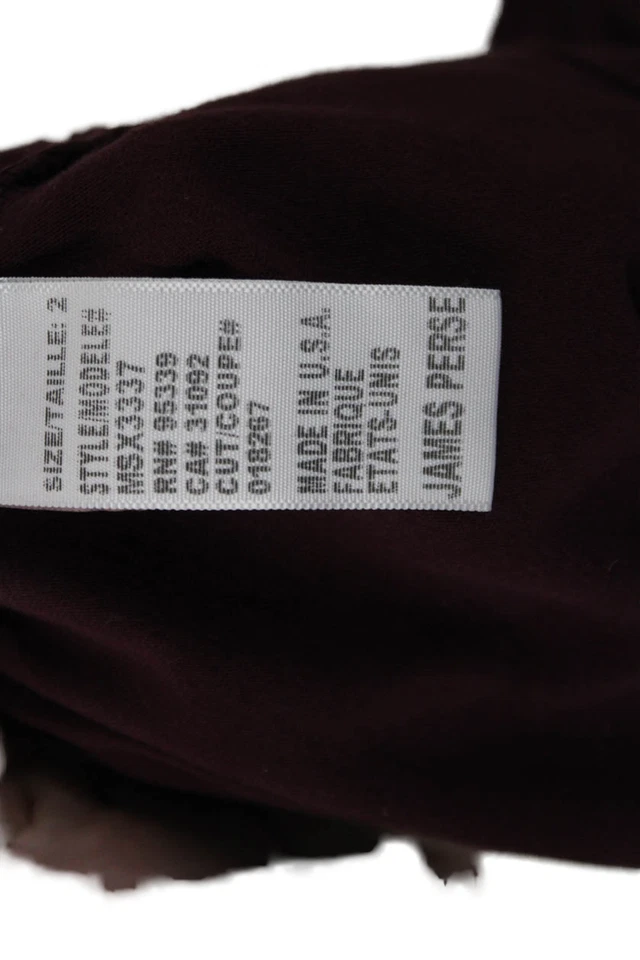 SIZE/TAILLE: 2
STYLE/MODELE#
MSX3337
RN# 95339
CA# 31092
CUT/COUPE#
018267
MADE IN U.S.A.
FABRIQUE
ETATS-UNIS
JAMES PERSE